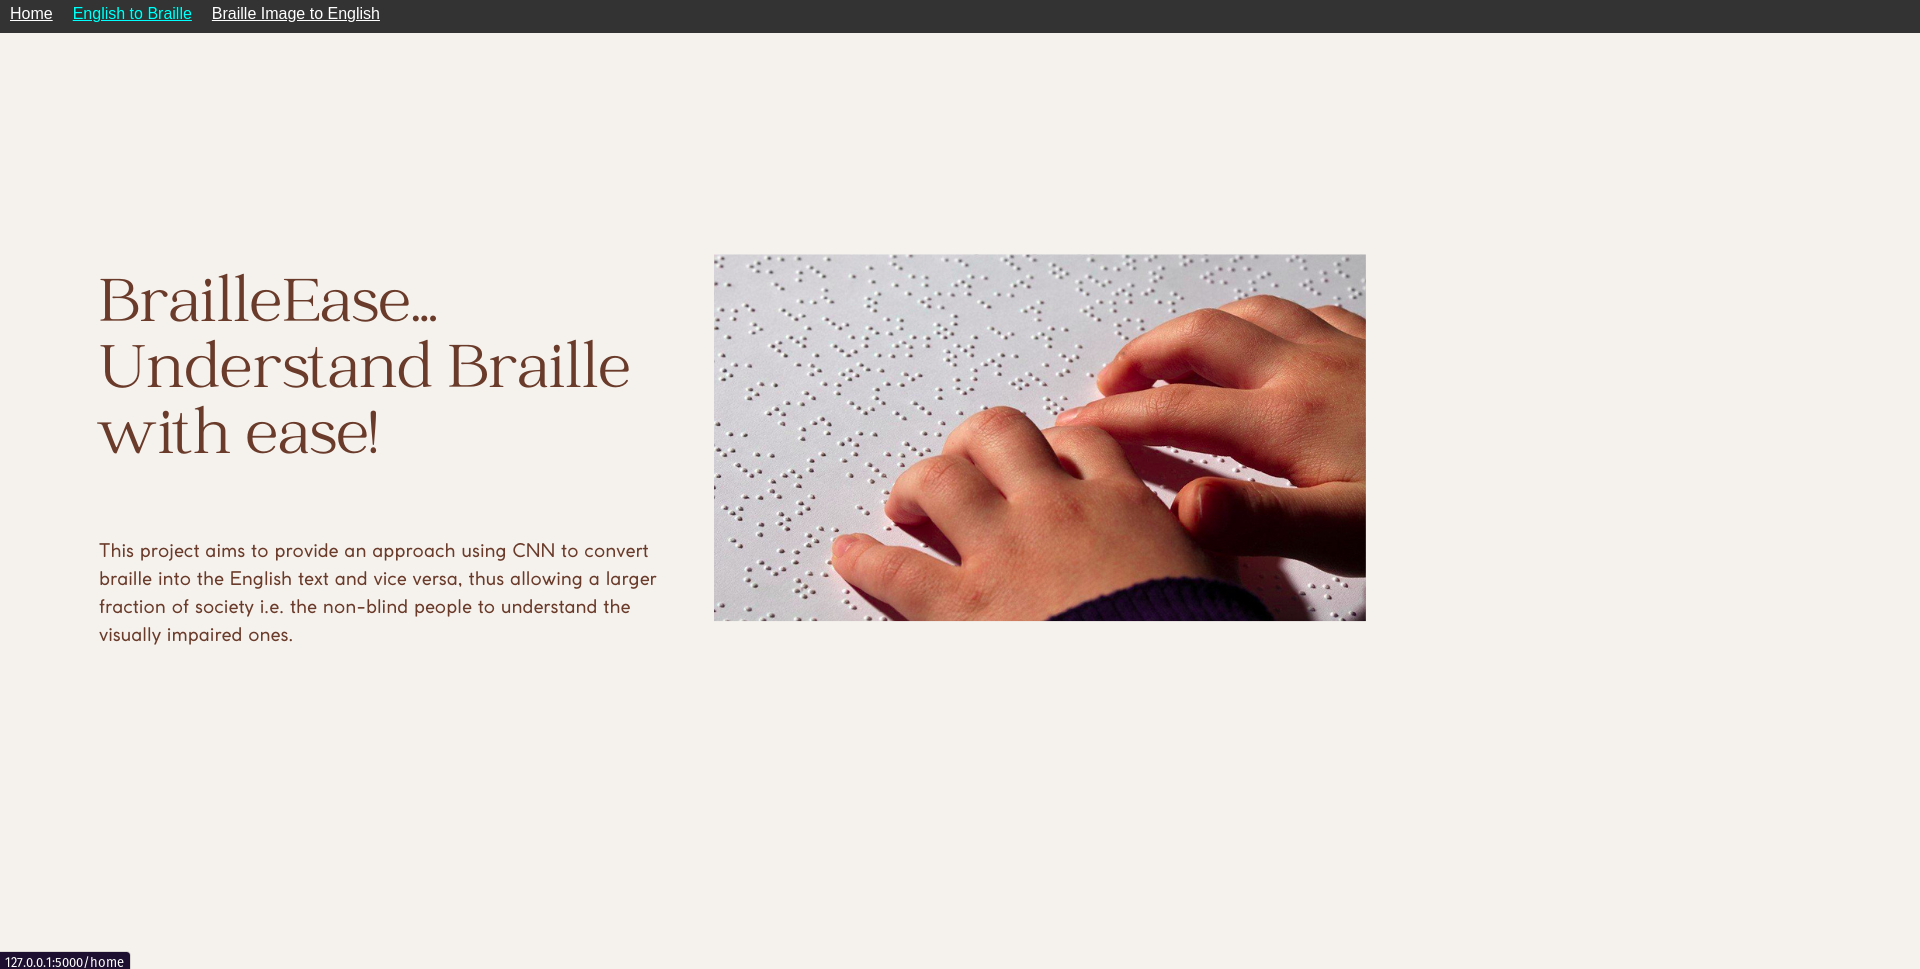 Home English to Braille Braille Image to English
BrailleEase...
Understand Braille
with ease!
This project aims to provide an approach using CNN to convert
braille into the English text and vice versa, thus allowing a larger
fraction of society i.e. the non-blind people to understand the
visually impaired ones.
127.0.0.1:5000/home